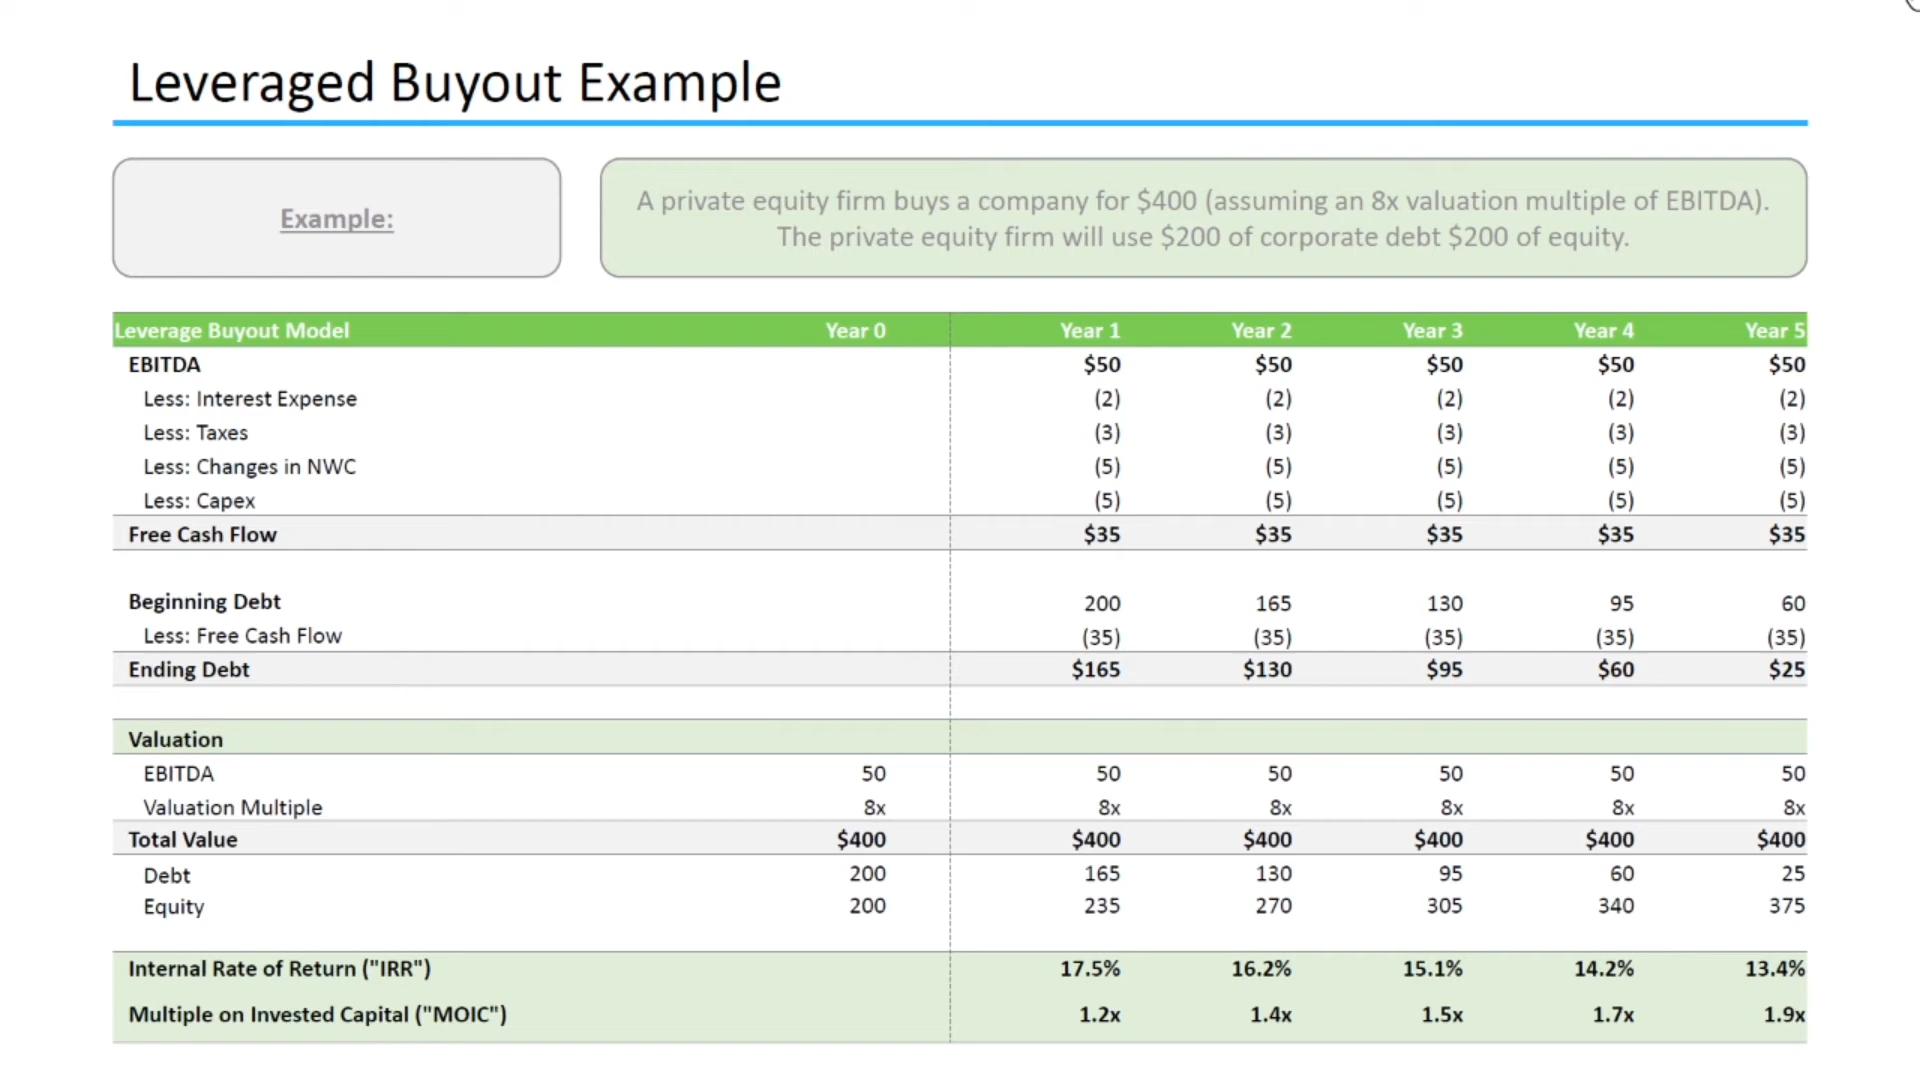 Leveraged Buyout Example
Example:
A private equity firm buys a company for $400 (assuming an 8x valuation multiple of EBITDA).
The private equity firm will use $200 of corporate debt $200 of equity.
Leverage Buyout Model Year 0 Year 1 Year 2 Year 3 Year 4 Year 5
EBITDA $50 $50 $50 $50 $50
Less: Interest Expense (2) (2) (2) (2) (2)
Less: Taxes (3) (3) (3) (3) (3)
Less: Changes in NWC (5) (5) (5) (5) (5)
Less: Capex (5) (5) (5) (5) (5)
Free Cash Flow $35 $35 $35 $35 $35
Beginning Debt 200 165 130 95 60
Less: Free Cash Flow (35) (35) (35) (35) (35)
Ending Debt $165 $130 $95 $60 $25
Valuation
EBITDA 50 50 50 50 50 50
Valuation Multiple 8x 8x 8x 8x 8x 8x
Total Value $400 $400 $400 $400 $400 $400
Debt 200 165 130 95 60 25
Equity 200 235 270 305 340 375
Internal Rate of Return ("IRR") 17.5% 16.2% 15.1% 14.2% 13.4%
Multiple on Invested Capital ("MOIC") 1.2x 1.4x 1.5x 1.7x 1.9x